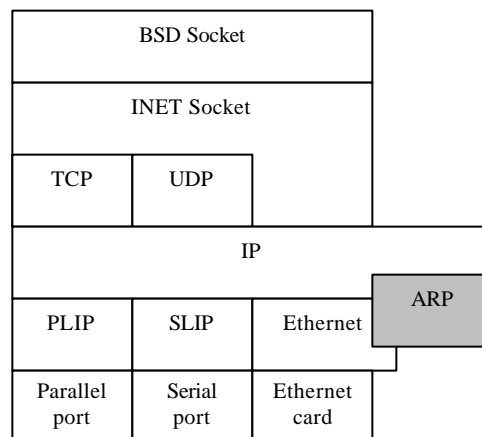 BSD Socket
INET Socket
TCP
UDP
IP
ARP
PLIP
SLIP
Ethernet
Parallel
port
Serial
port
Ethernet
card